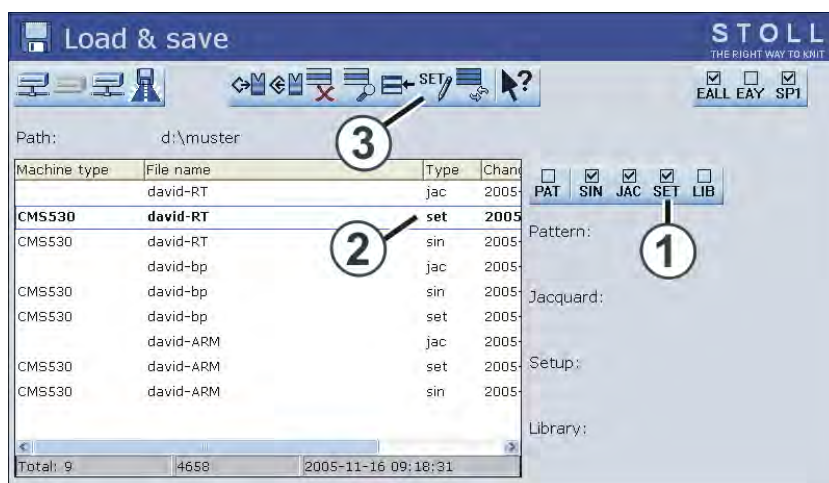 Load & save
STOLL
THE RIGHT WAY TO KNIT
SET
?
EALL EAY SP1
3
Path: d:\muster
Machine type File name Type Chang
david-RT jac 2005-
CMS530 david-RT set 2005
CMS530 david-RT sin 2005-
david-bp jac 2005-
CMS530 david-bp sin 2005-
CMS530 david-bp set 2005-
david-ARM jac 2005-
CMS530 david-ARM set 2005-
CMS530 david-ARM sin 2005-
Total: 9 4658 2005-11-16 09:18:31
2
PAT SIN JAC SET LIB
1
Pattern:
Jacquard:
Setup:
Library: